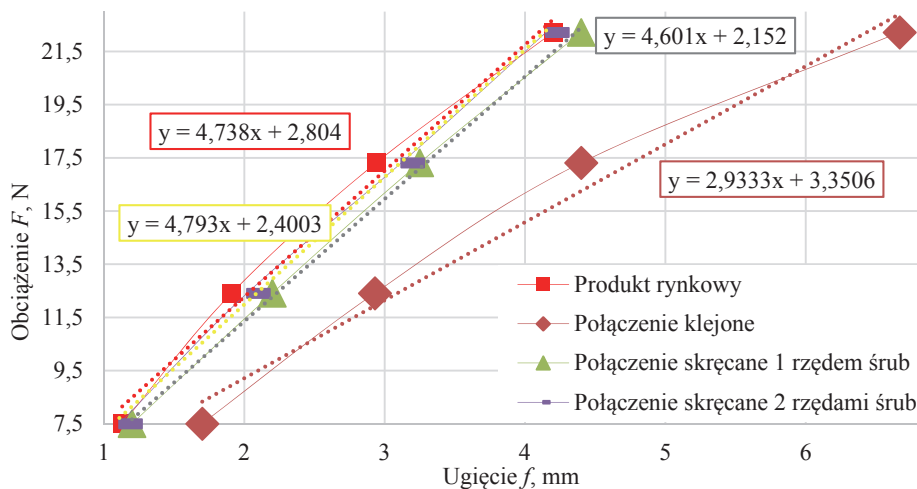 21,5
19,5
17,5
15,5
13,5
11,5
9,5
7,5
Obciążenie F, N
y = 4,601x + 2,152
y = 4,738x + 2,804
y = 2,9333x + 3,3506
y = 4,793x + 2,4003
Produkt rynkowy
Połączenie klejone
Połączenie skręcane 1 rzędem śrub
Połączenie skręcane 2 rzędami śrub
1 2 3 4 5 6
Ugięcie f, mm